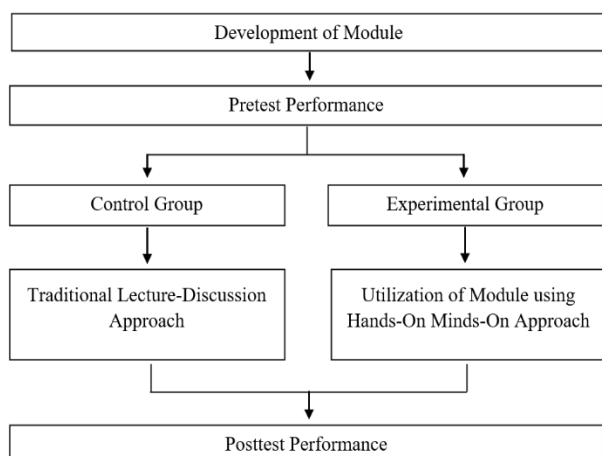 Development of Module
Pretest Performance
Control Group
Experimental Group
Traditional Lecture-Discussion
Approach
Utilization of Module using
Hands-On Minds-On Approach
Posttest Performance